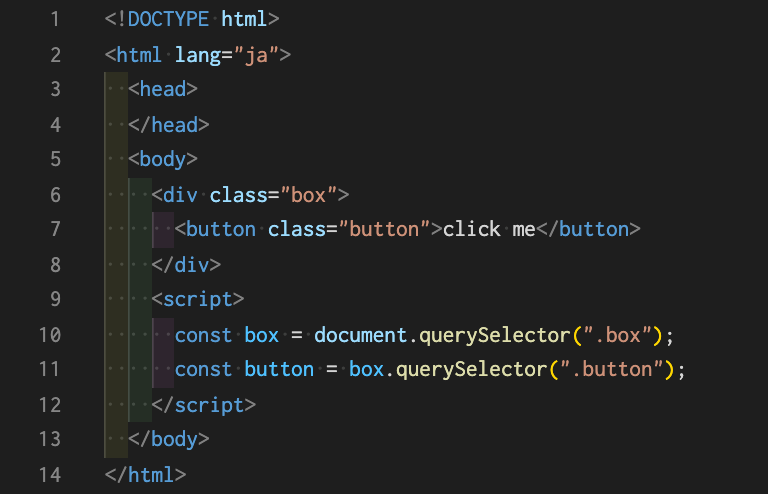 1 <!DOCTYPE html>
2 <html lang="ja">
3   <head>
4   </head>
5   <body>
6     <div class="box">
7       <button class="button">click me</button>
8     </div>
9     <script>
10       const box = document.querySelector(".box");
11       const button = box.querySelector(".button");
12     </script>
13   </body>
14 </html>